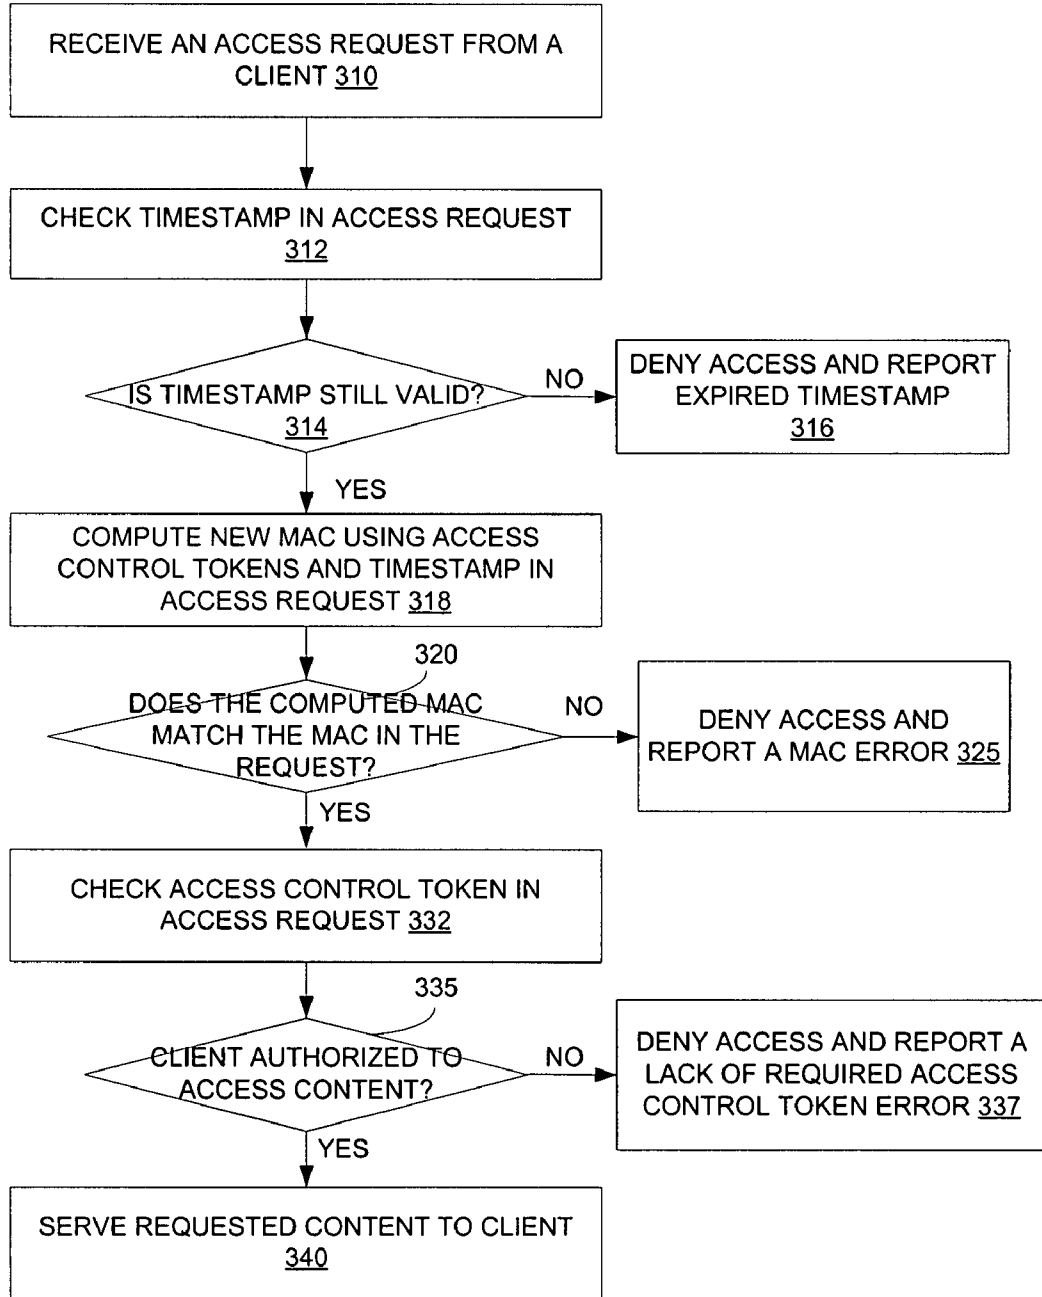 RECEIVE AN ACCESS REQUEST FROM A
CLIENT 310
CHECK TIMESTAMP IN ACCESS REQUEST
312
IS TIMESTAMP STILL VALID?
314
NO
DENY ACCESS AND REPORT
EXPIRED TIMESTAMP
316
YES
COMPUTE NEW MAC USING ACCESS
CONTROL TOKENS AND TIMESTAMP IN
ACCESS REQUEST 318
320
DOES THE COMPUTED MAC
MATCH THE MAC IN THE
REQUEST?
NO
DENY ACCESS AND
REPORT A MAC ERROR 325
YES
CHECK ACCESS CONTROL TOKEN IN
ACCESS REQUEST 332
335
CLIENT AUTHORIZED TO
ACCESS CONTENT?
NO
DENY ACCESS AND REPORT A
LACK OF REQUIRED ACCESS
CONTROL TOKEN ERROR 337
YES
SERVE REQUESTED CONTENT TO CLIENT
340